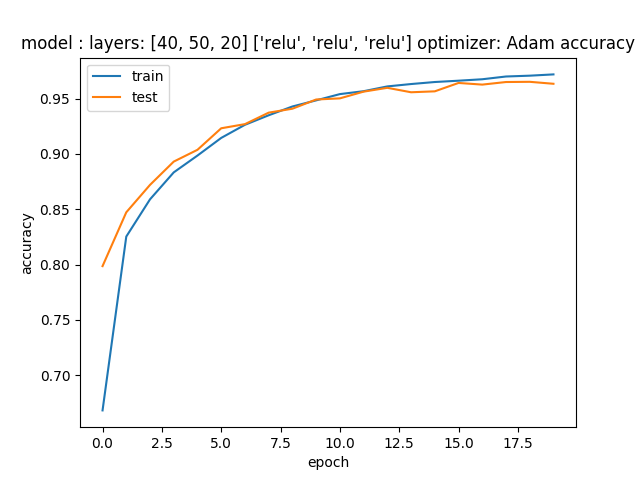 model : layers: [40, 50, 20] ['relu', 'relu', 'relu'] optimizer: Adam accuracy
train
test
0.95
0.90
0.85
0.80
0.75
0.70
accuracy
0.0 2.5 5.0 7.5 10.0 12.5 15.0 17.5
epoch